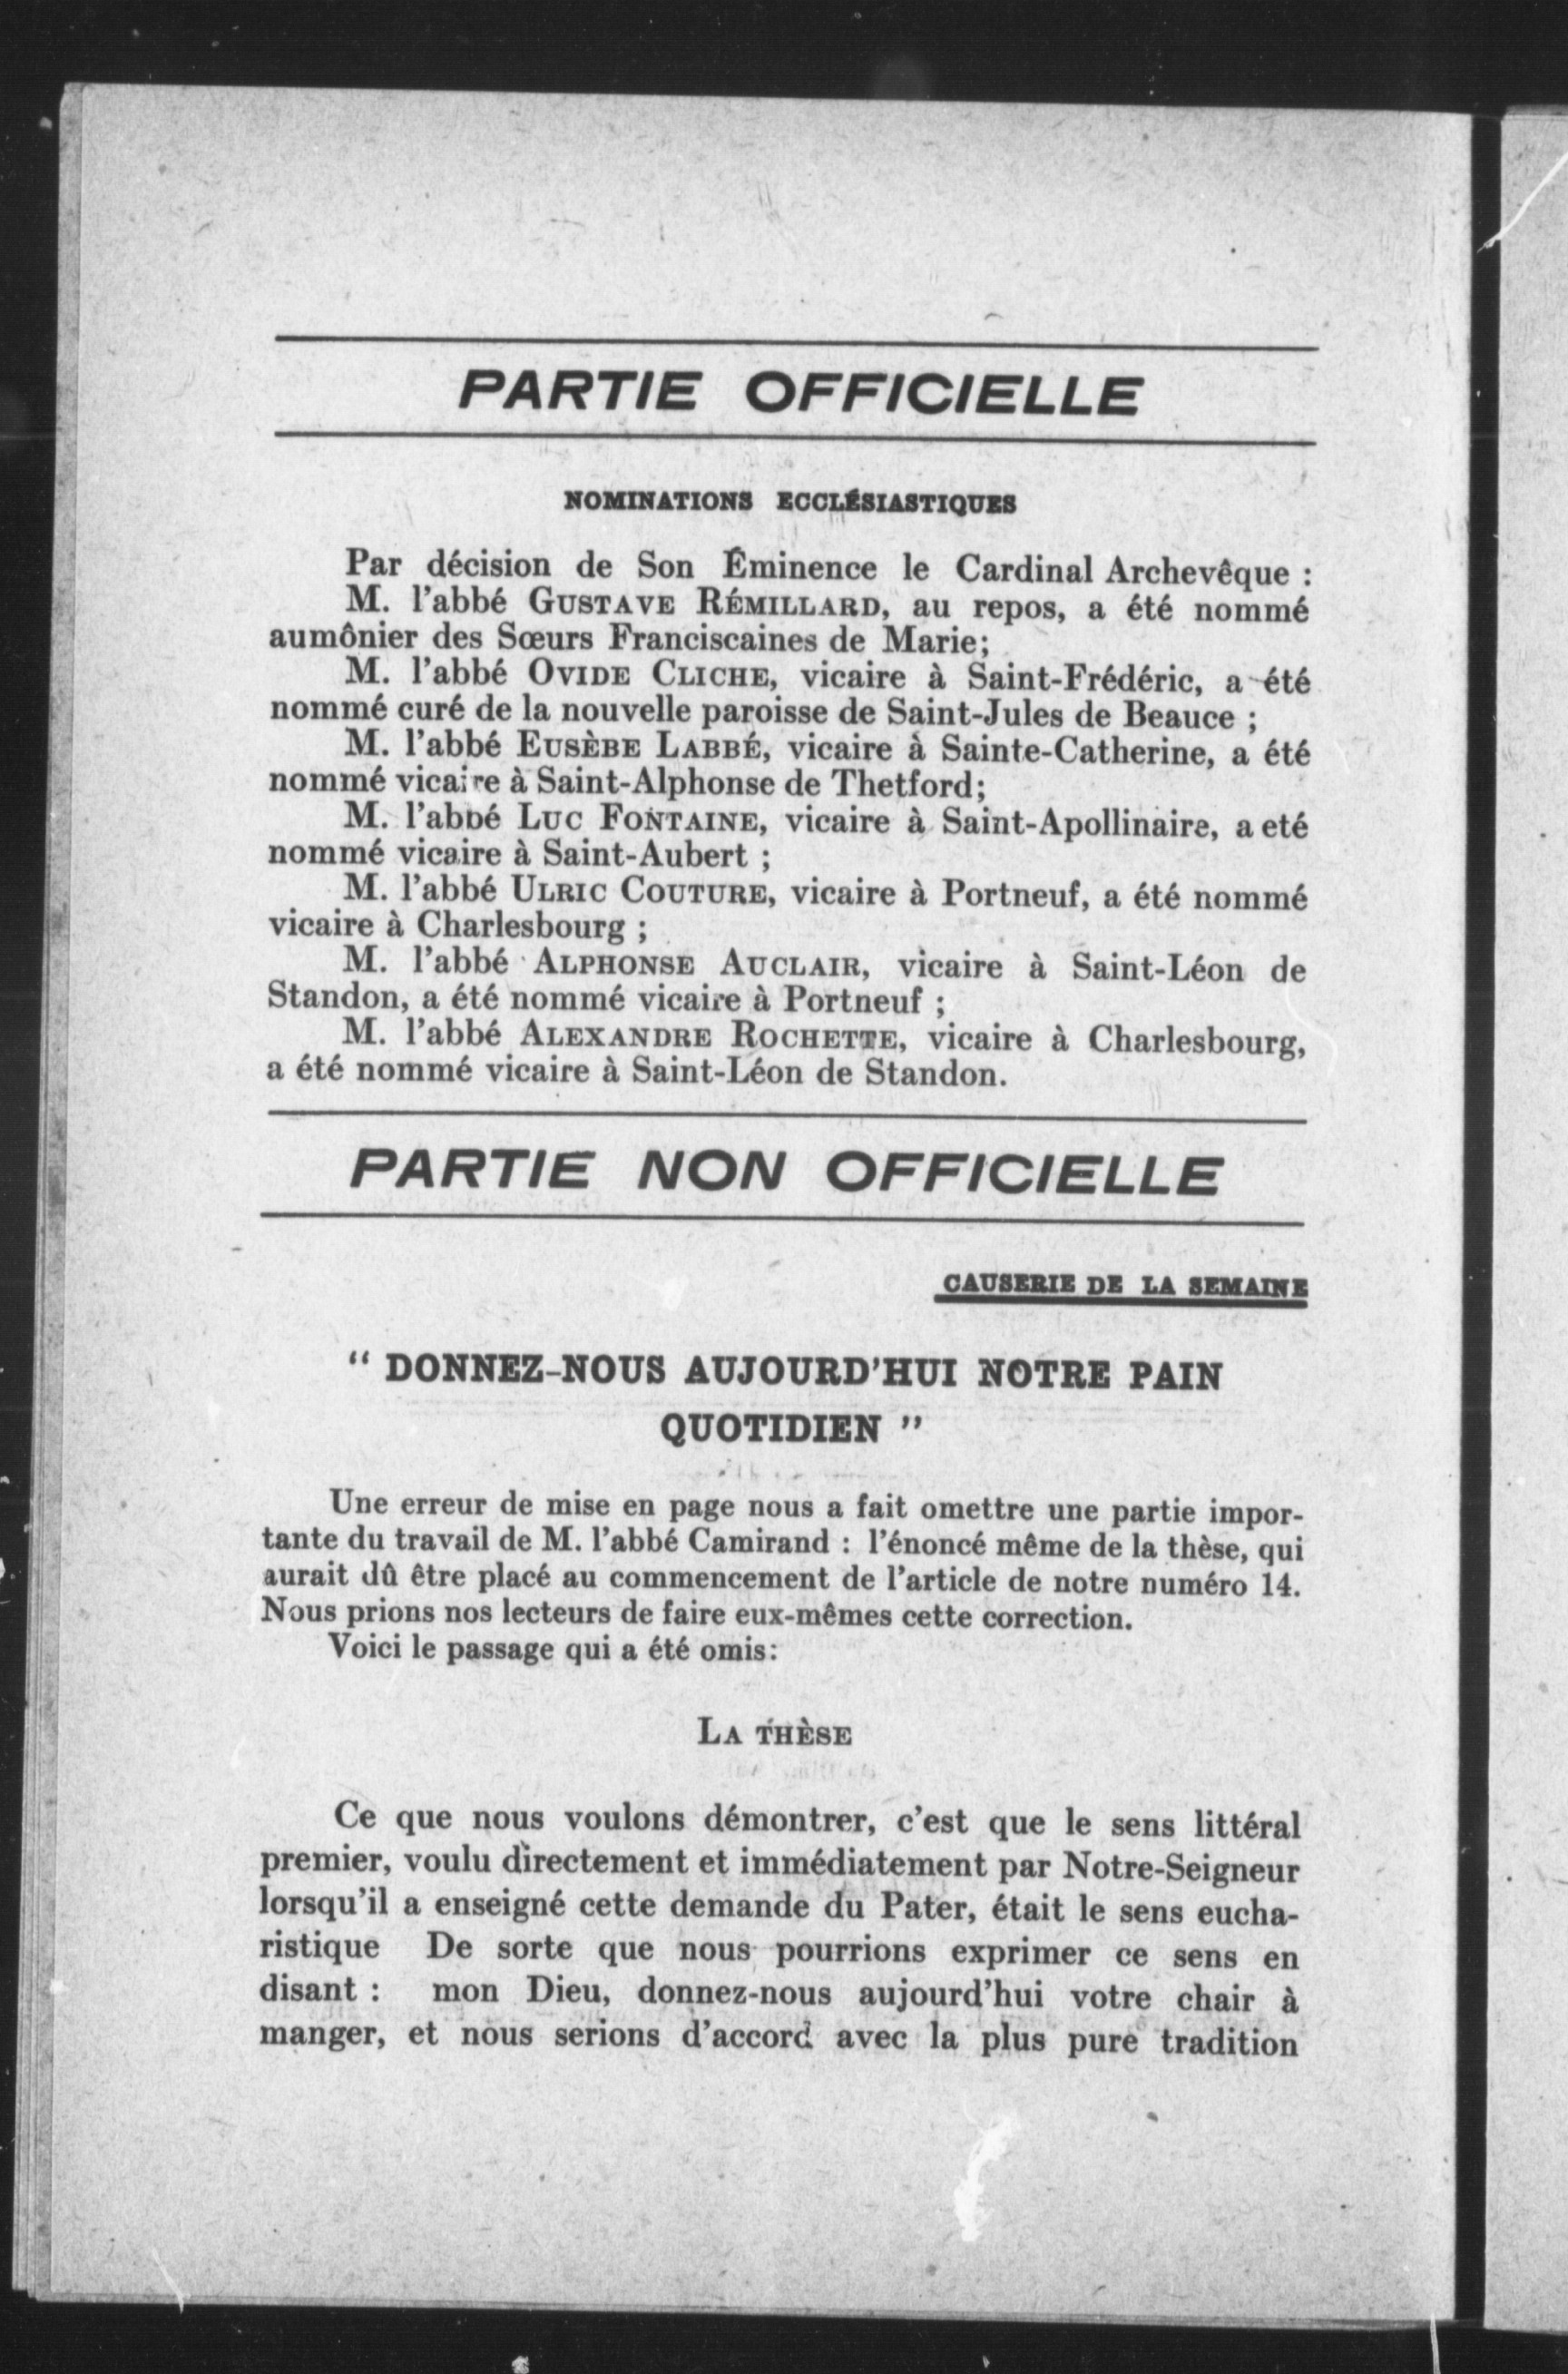 PARTIE OFFICIELLE
NOMINATIONS ECCLÉSIASTIQUES
Par décision de Son Éminence le Cardinal Archevêque :
M. l'abbé GUSTAVE RÉMILLARD, au repos, a été nommé
aumônier des Sœurs Franciscaines de Marie;
M. l'abbé OVIDE CLICHE, vicaire à Saint-Frédéric, a été
nommé curé de la nouvelle paroisse de Saint-Jules de Beauce ;
M. l'abbé EUSÈBE LABBÉ, vicaire à Sainte-Catherine, a été
nommé vicaire à Saint-Alphonse de Thetford;
M. l'abbé LUC FONTAINE, vicaire à Saint-Apollinaire, a eté
nommé vicaire à Saint-Aubert ;
M. l'abbé ULRIC COUTURE, vicaire à Portneuf, a été nommé
vicaire à Charlesbourg ;
M. l'abbé ALPHONSE AUCLAIR, vicaire à Saint-Léon de
Standon, a été nommé vicaire à Portneuf ;
M. l'abbé ALEXANDRE ROCHETTE, vicaire à Charlesbourg,
a été nommé vicaire à Saint-Léon de Standon.
PARTIE NON OFFICIELLE
CAUSERIE DE LA SEMAINE
“ DONNEZ-NOUS AUJOURD'HUI NOTRE PAIN
QUOTIDIEN ”
Une erreur de mise en page nous a fait omettre une partie impor-
tante du travail de M. l'abbé Camirand : l'énoncé même de la thèse, qui
aurait dû être placé au commencement de l'article de notre numéro 14.
Nous prions nos lecteurs de faire eux-mêmes cette correction.
Voici le passage qui a été omis:
LA THÈSE
Ce que nous voulons démontrer, c'est que le sens littéral
premier, voulu directement et immédiatement par Notre-Seigneur
lorsqu'il a enseigné cette demande du Pater, était le sens eucha-
ristique De sorte que nous pourrions exprimer ce sens en
disant : mon Dieu, donnez-nous aujourd'hui votre chair à
manger, et nous serions d'accord avec la plus pure tradition